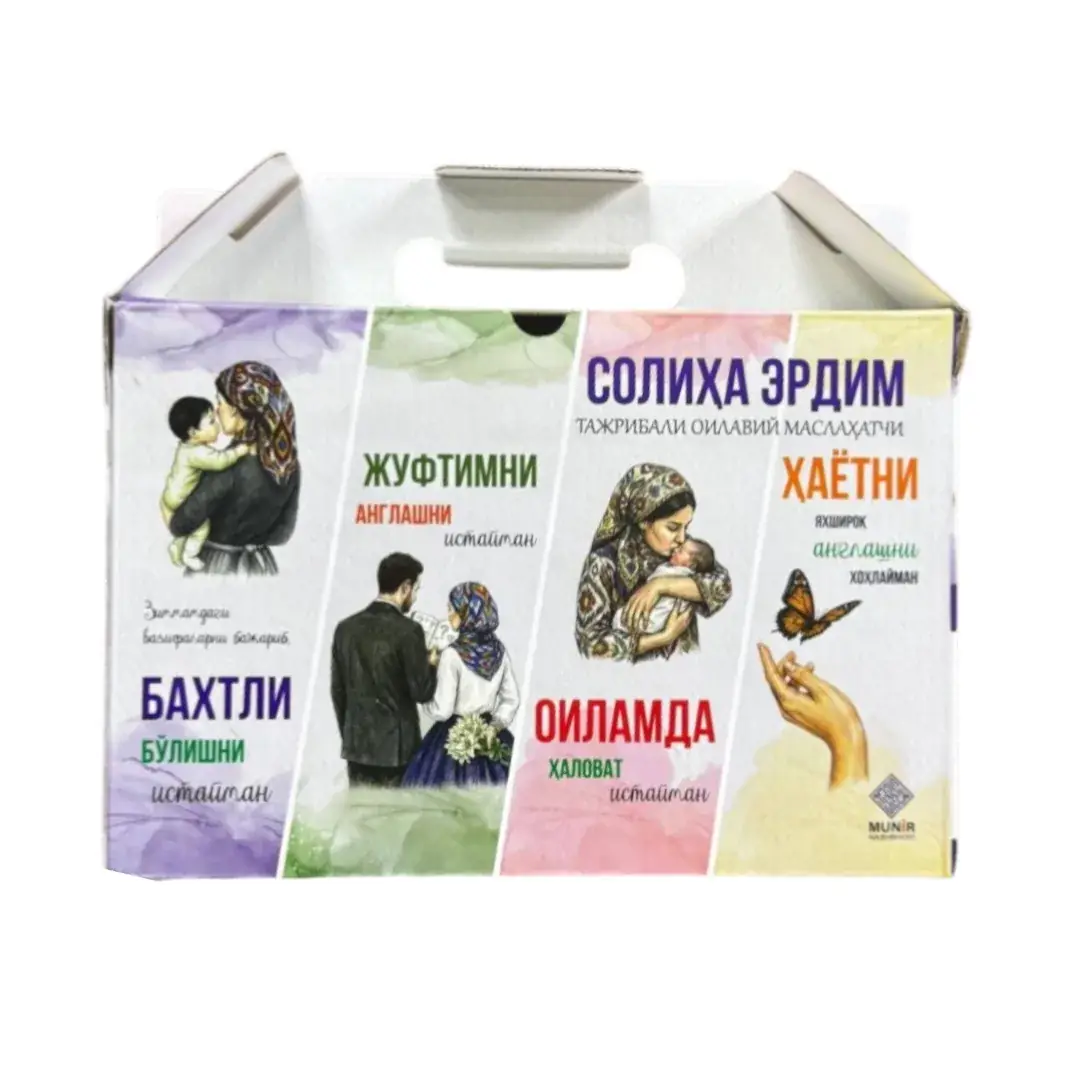 СОЛИҲА ЭРДИМ
ТАЖРИБАЛИ ОИЛАВИЙ МАСЛАҲАТЧИ
Зиммамдаги
вазифаларни бажариб,
БАХТЛИ
БЎЛИШНИ
истайман
ЖУФТИМНИ
АНГЛАШНИ
истайман
ОИЛАМДА
ҲАЛОВАТ
истайман
ҲАЁТНИ
ЯХШИРОҚ
англашни
ХОҲЛАЙМАН
MUNİR